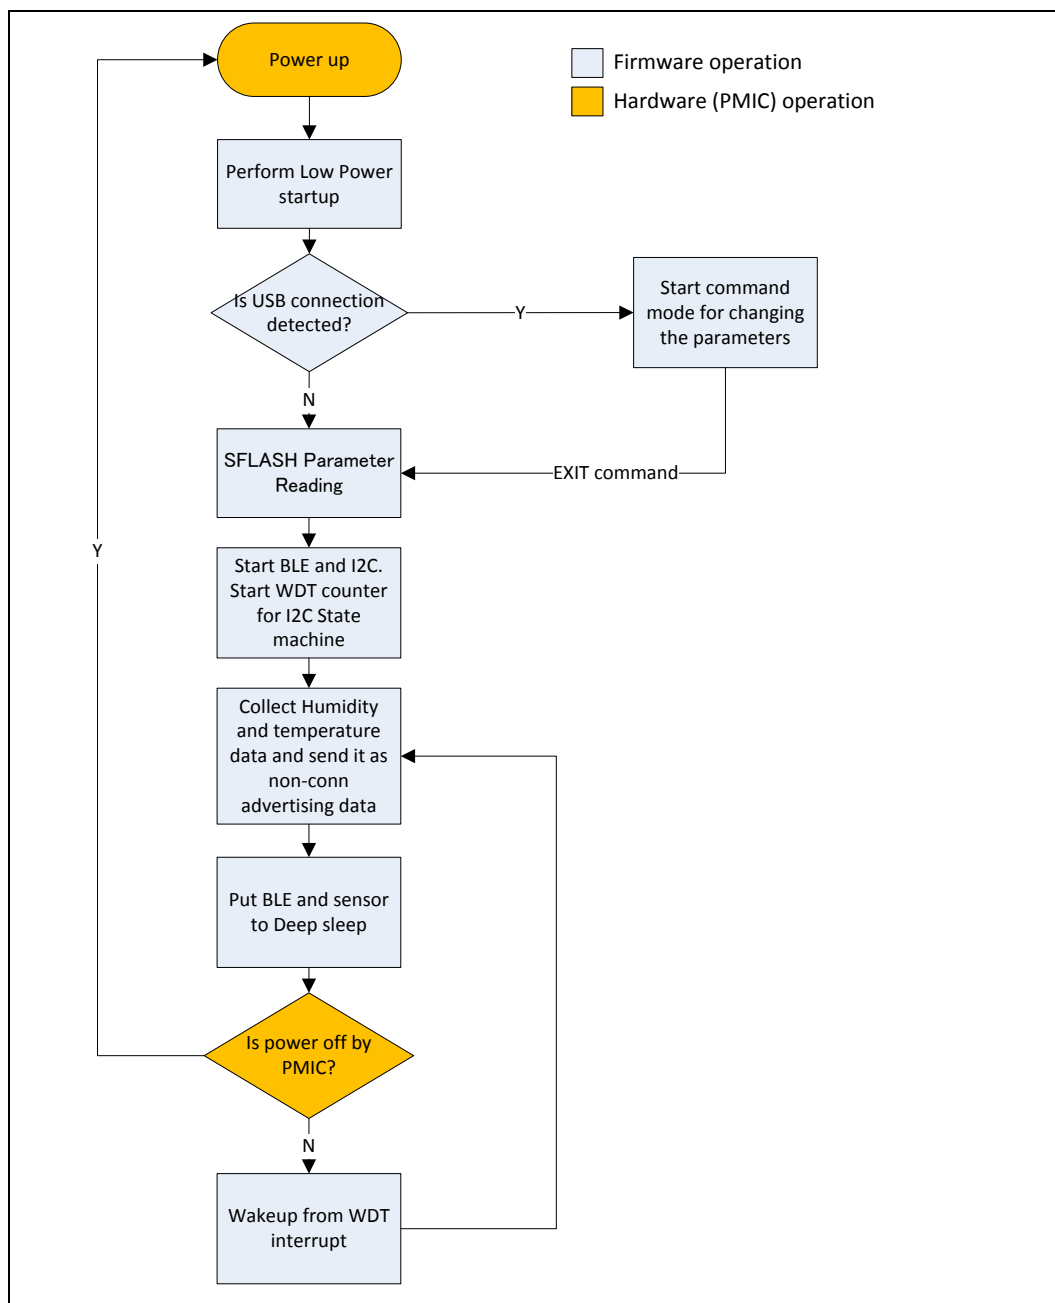 Power up
Firmware operation
Hardware (PMIC) operation
Perform Low Power
startup
Is USB connection
detected?
Y
Start command
mode for changing
the parameters
N
SFLASH Parameter
Reading
EXIT command
Y
Start BLE and I2C.
Start WDT counter
for I2C State
machine
Collect Humidity
and temperature
data and send it as
non-conn
advertising data
Put BLE and sensor
to Deep sleep
Is power off by
PMIC?
N
Wakeup from WDT
interrupt